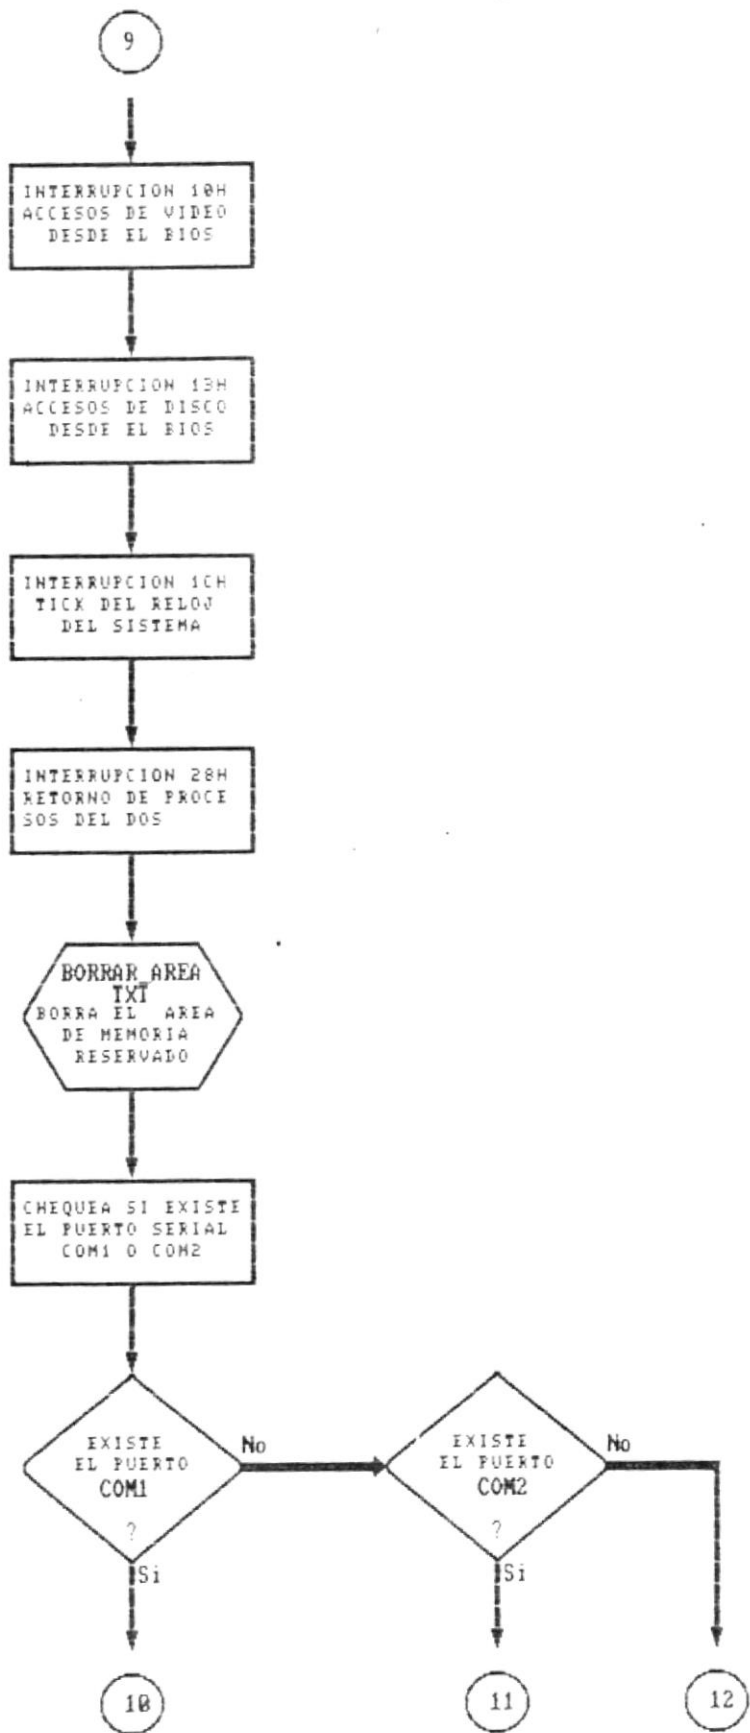 9
INTERRUPCION 10H
ACCESOS DE VIDEO
DESDE EL BIOS
INTERRUPCION 13H
ACCESOS DE DISCO
DESDE EL BIOS
INTERRUPCION 1CH
TICK DEL RELOJ
DEL SISTEMA
INTERRUPCION 28H
RETORNO DE PROCE
SOS DEL DOS
BORRAR_AREA
TXT
BORRA EL AREA
DE MEMORIA
RESERVADO
CHEQUEA SI EXISTE
EL PUERTO SERIAL
COM1 O COM2
EXISTE
EL PUERTO
COM1
?
No
Si
EXISTE
EL PUERTO
COM2
?
No
Si
10
11
12